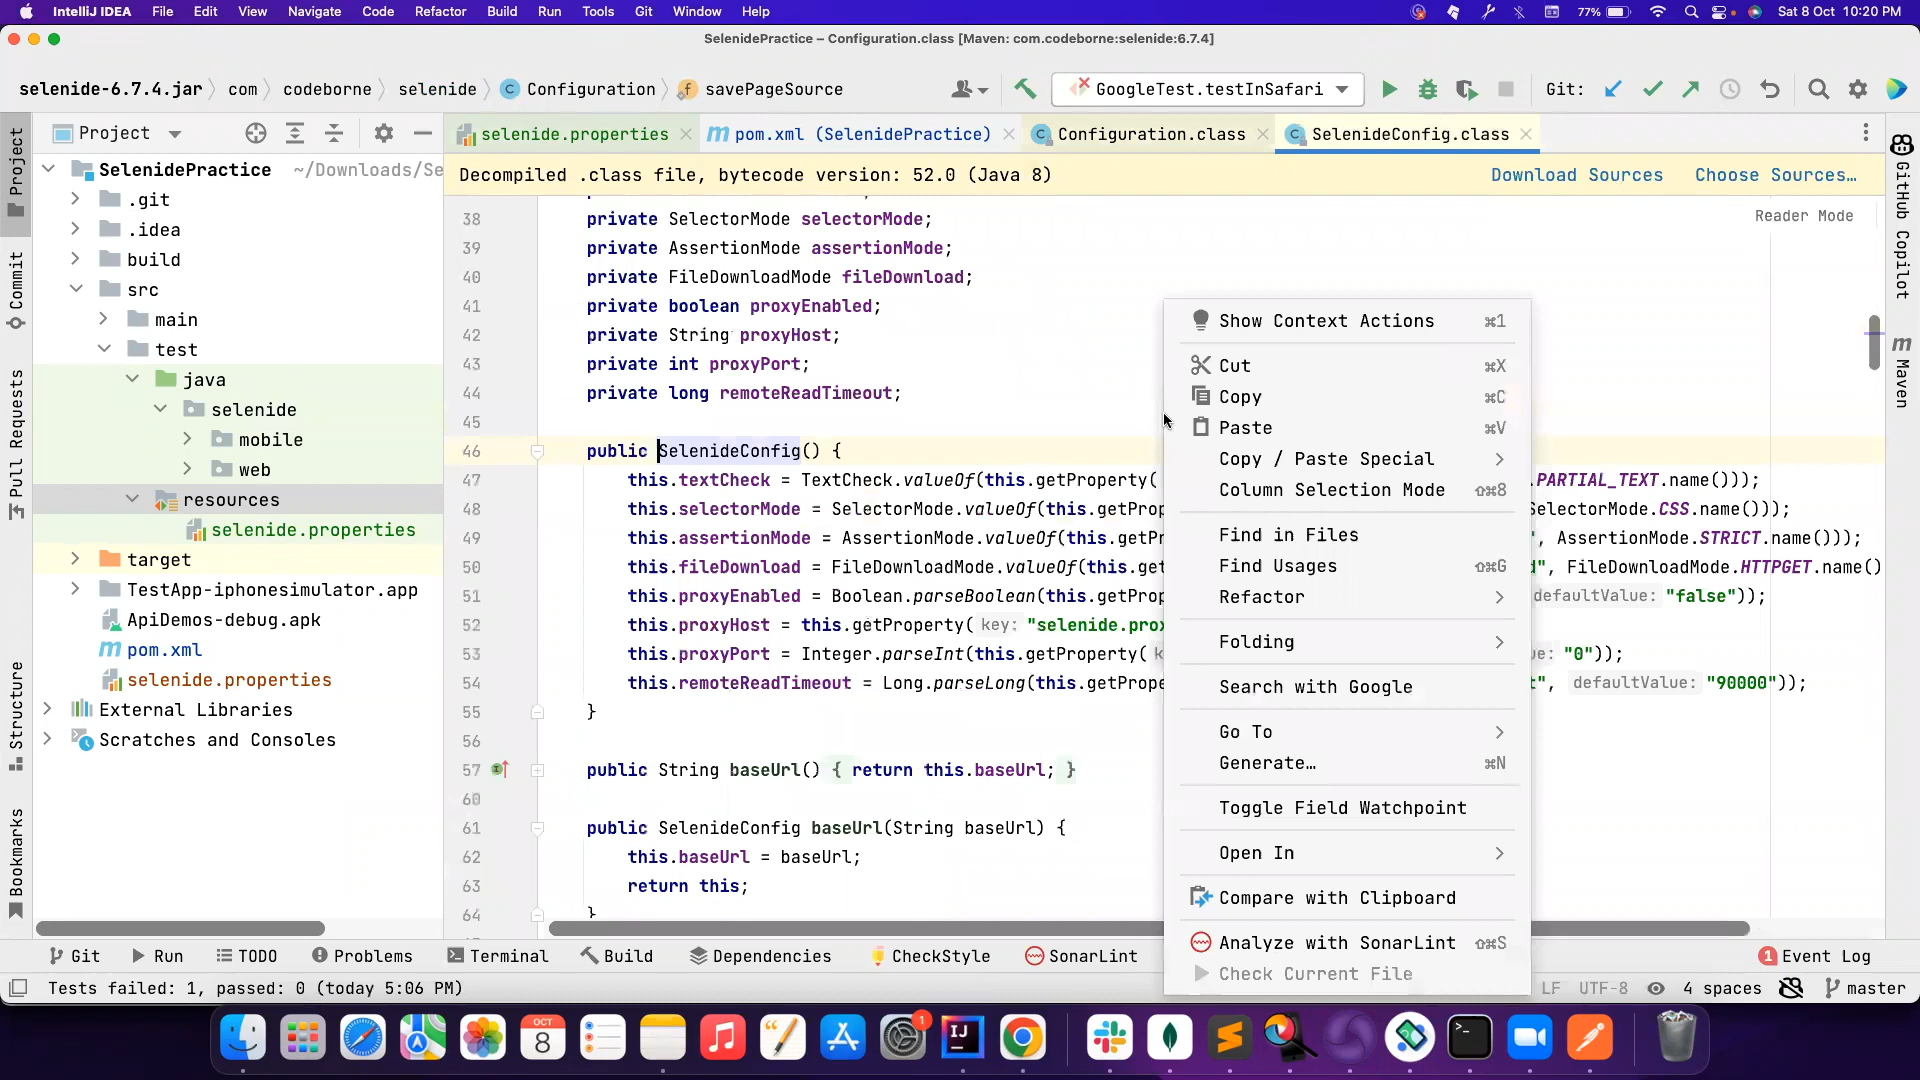 IntelliJ IDEA File Edit View Navigate Code Refactor Build Run Tools Git Window Help 77% Sat 8 Oct 10:20 PM
SelenidePractice – Configuration.class [Maven: com.codeborne:selenide:6.7.4]
selenide-6.7.4.jar com codeborne selenide Configuration savePageSource GoogleTest.testInSafari Git:
Project selenide.properties pom.xml (SelenidePractice) Configuration.class SelenideConfig.class
Decompiled .class file, bytecode version: 52.0 (Java 8) Download Sources Choose Sources…
Reader Mode
SelenidePractice ~/Downloads/Se
.git
.idea
build
src
main
test
java
selenide
mobile
web
resources
selenide.properties
target
TestApp-iphonesimulator.app
ApiDemos-debug.apk
pom.xml
selenide.properties
External Libraries
Scratches and Consoles
Project
Commit
Pull Requests
Structure
Bookmarks
38 private SelectorMode selectorMode;
39 private AssertionMode assertionMode;
40 private FileDownloadMode fileDownload;
41 private boolean proxyEnabled;
42 private String proxyHost;
43 private int proxyPort;
44 private long remoteReadTimeout;
45
46 public SelenideConfig() {
47 this.textCheck = TextCheck.valueOf(this.getProperty( PARTIAL_TEXT.name()));
48 this.selectorMode = SelectorMode.valueOf(this.getProp SelectorMode.CSS.name()));
49 this.assertionMode = AssertionMode.valueOf(this.getPr ", AssertionMode.STRICT.name()));
50 this.fileDownload = FileDownloadMode.valueOf(this.get d", FileDownloadMode.HTTPGET.name()
51 this.proxyEnabled = Boolean.parseBoolean(this.getProp defaultValue: "false"));
52 this.proxyHost = this.getProperty( key: "selenide.prox
53 this.proxyPort = Integer.parseInt(this.getProperty( k ue: "0"));
54 this.remoteReadTimeout = Long.parseLong(this.getPrope t", defaultValue: "90000"));
55 }
56
57 public String baseUrl() { return this.baseUrl; }
60
61 public SelenideConfig baseUrl(String baseUrl) {
62 this.baseUrl = baseUrl;
63 return this;
64 }
Show Context Actions ⌘1
Cut ⌘X
Copy ⌘C
Paste ⌘V
Copy / Paste Special
Column Selection Mode ⇧⌘8
Find in Files
Find Usages ⇧⌘G
Refactor
Folding
Search with Google
Go To
Generate… ⌘N
Toggle Field Watchpoint
Open In
Compare with Clipboard
Analyze with SonarLint ⇧⌘S
Check Current File
GitHub Copilot
Maven
Git Run TODO Problems Terminal Build Dependencies CheckStyle SonarLint 1 Event Log
Tests failed: 1, passed: 0 (today 5:06 PM) LF UTF-8 4 spaces master
OCT
8
1
IJ